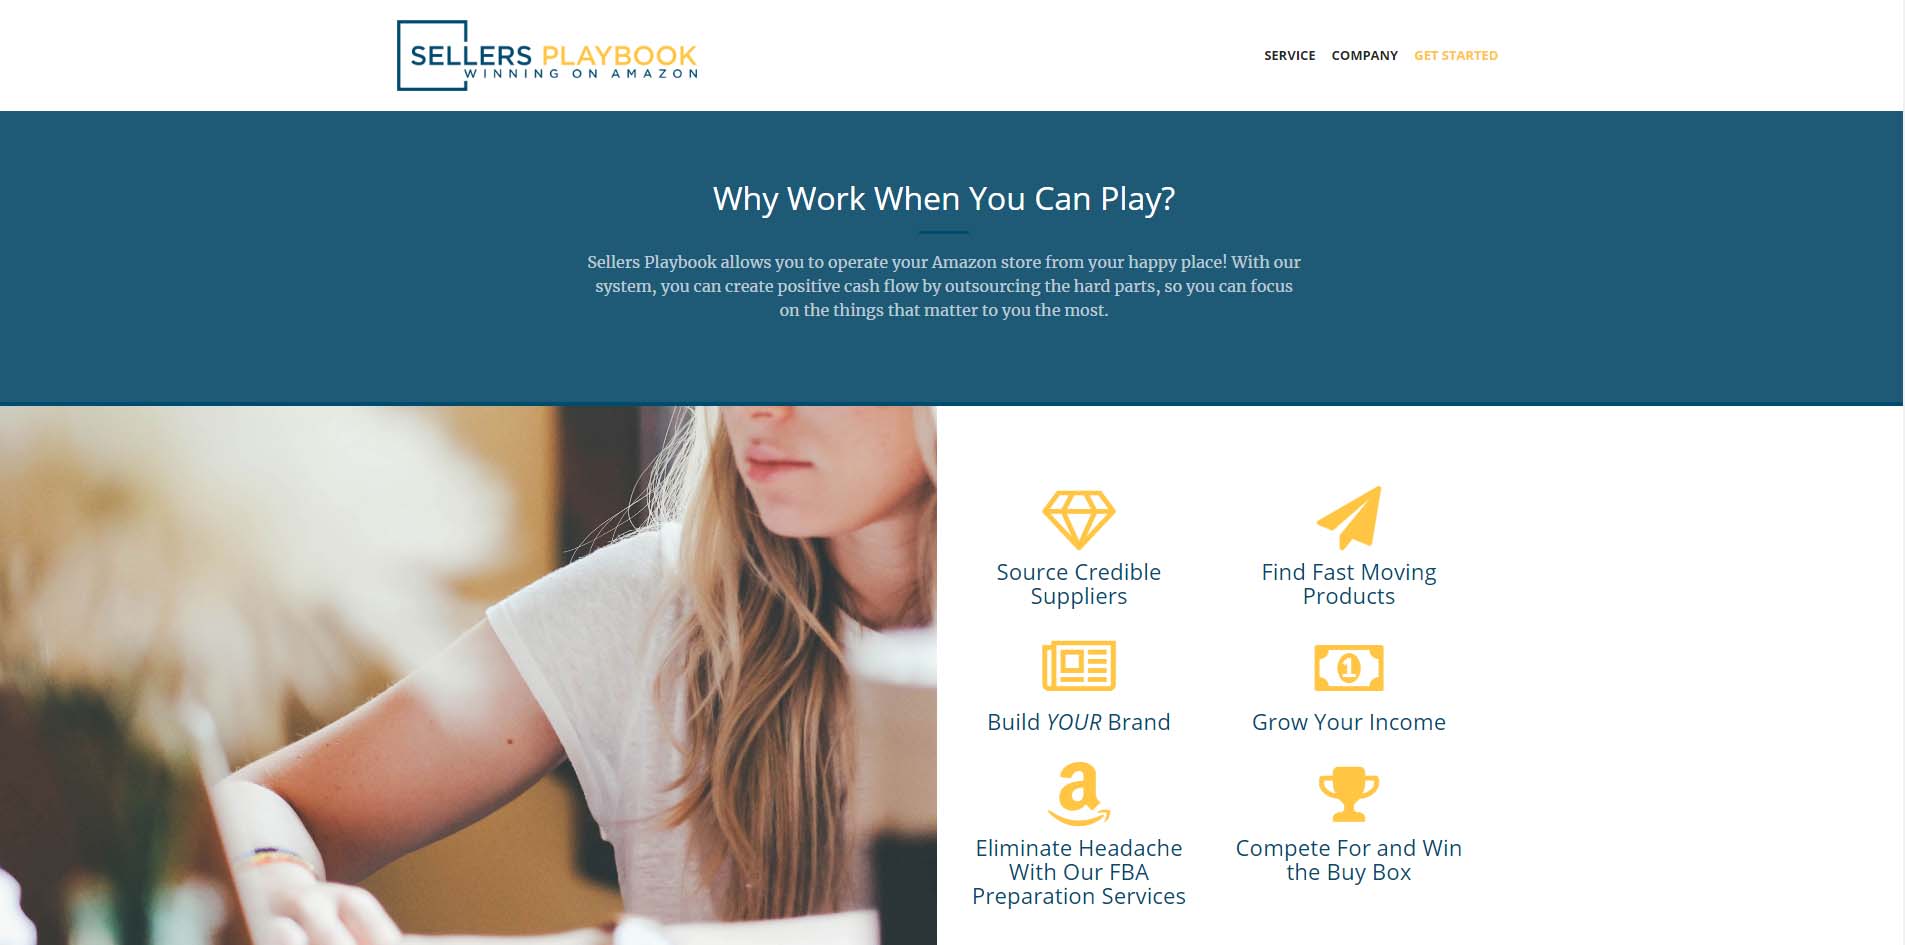 SELLERS PLAYBOOK
WINNING ON AMAZON
SERVICE COMPANY GET STARTED
Why Work When You Can Play?
Sellers Playbook allows you to operate your Amazon store from your happy place! With our
system, you can create positive cash flow by outsourcing the hard parts, so you can focus
on the things that matter to you the most.
Source Credible
Suppliers
Find Fast Moving
Products
1
Build YOUR Brand
Grow Your Income
a
Eliminate Headache
With Our FBA
Preparation Services
Compete For and Win
the Buy Box